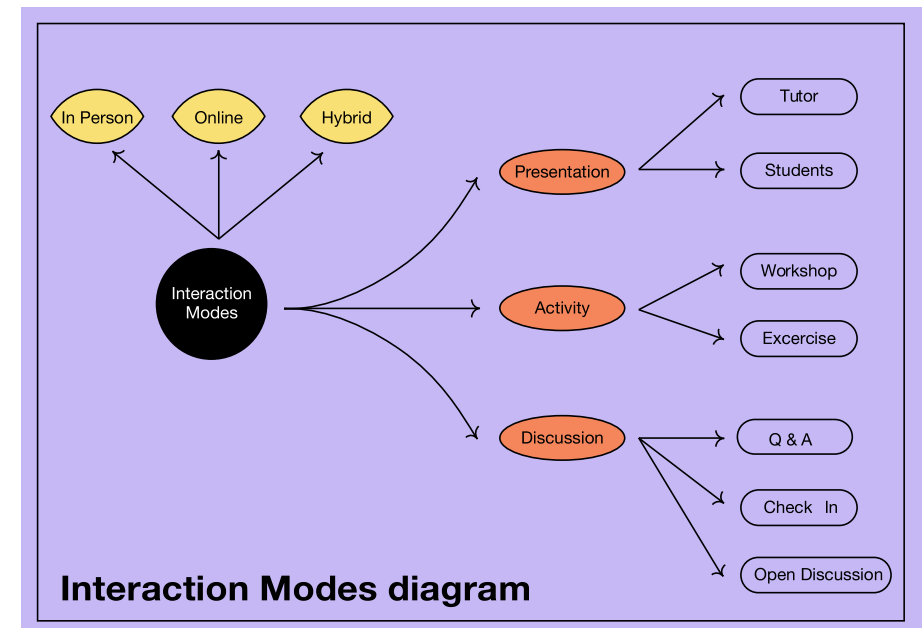 In Person
Online
Hybrid
Interaction
Modes
Presentation
Tutor
Students
Activity
Workshop
Excercise
Discussion
Q & A
Check In
Open Discussion
Interaction Modes diagram